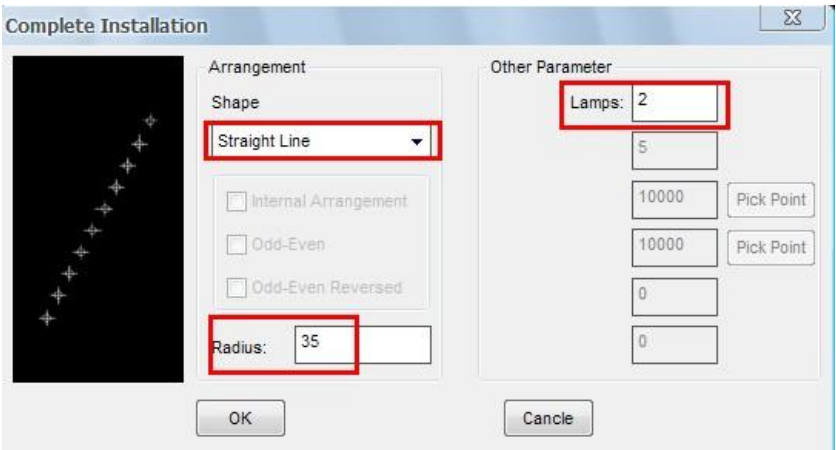 Complete Installation
Arrangement
Shape
Straight Line
Internal Arrangement
Odd-Even
Odd-Even Reversed
Radius: 35
Other Parameter
Lamps: 2
5
10000 Pick Point
10000 Pick Point
0
0
OK
Cancle